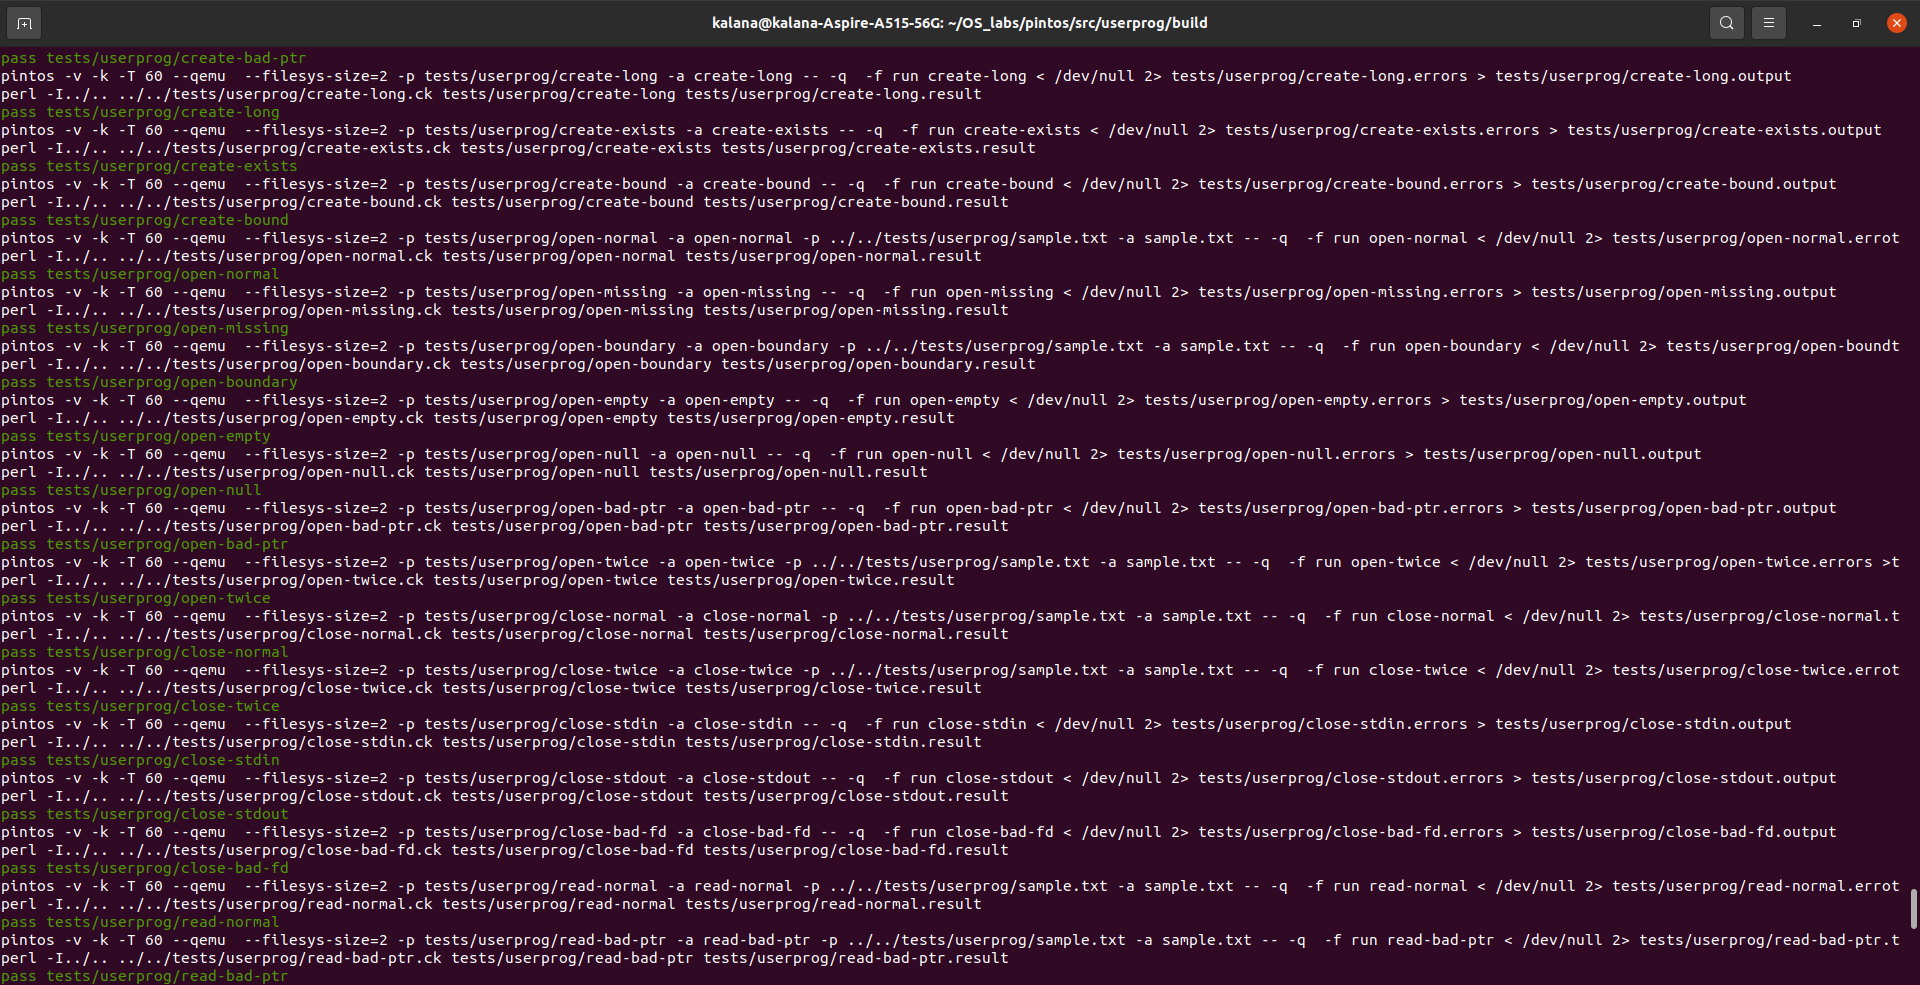 kalana@kalana-Aspire-A515-56G: ~/OS_labs/pintos/src/userprog/build
pass tests/userprog/create-bad-ptr
pintos -v -k -T 60 --qemu  --filesys-size=2 -p tests/userprog/create-long -a create-long -- -q  -f run create-long < /dev/null 2> tests/userprog/create-long.errors > tests/userprog/create-long.output
perl -I../.. ../../tests/userprog/create-long.ck tests/userprog/create-long tests/userprog/create-long.result
pass tests/userprog/create-long
pintos -v -k -T 60 --qemu  --filesys-size=2 -p tests/userprog/create-exists -a create-exists -- -q  -f run create-exists < /dev/null 2> tests/userprog/create-exists.errors > tests/userprog/create-exists.output
perl -I../.. ../../tests/userprog/create-exists.ck tests/userprog/create-exists tests/userprog/create-exists.result
pass tests/userprog/create-exists
pintos -v -k -T 60 --qemu  --filesys-size=2 -p tests/userprog/create-bound -a create-bound -- -q  -f run create-bound < /dev/null 2> tests/userprog/create-bound.errors > tests/userprog/create-bound.output
perl -I../.. ../../tests/userprog/create-bound.ck tests/userprog/create-bound tests/userprog/create-bound.result
pass tests/userprog/create-bound
pintos -v -k -T 60 --qemu  --filesys-size=2 -p tests/userprog/open-normal -a open-normal -p ../../tests/userprog/sample.txt -a sample.txt -- -q  -f run open-normal < /dev/null 2> tests/userprog/open-normal.errot
perl -I../.. ../../tests/userprog/open-normal.ck tests/userprog/open-normal tests/userprog/open-normal.result
pass tests/userprog/open-normal
pintos -v -k -T 60 --qemu  --filesys-size=2 -p tests/userprog/open-missing -a open-missing -- -q  -f run open-missing < /dev/null 2> tests/userprog/open-missing.errors > tests/userprog/open-missing.output
perl -I../.. ../../tests/userprog/open-missing.ck tests/userprog/open-missing tests/userprog/open-missing.result
pass tests/userprog/open-missing
pintos -v -k -T 60 --qemu  --filesys-size=2 -p tests/userprog/open-boundary -a open-boundary -p ../../tests/userprog/sample.txt -a sample.txt -- -q  -f run open-boundary < /dev/null 2> tests/userprog/open-boundt
perl -I../.. ../../tests/userprog/open-boundary.ck tests/userprog/open-boundary tests/userprog/open-boundary.result
pass tests/userprog/open-boundary
pintos -v -k -T 60 --qemu  --filesys-size=2 -p tests/userprog/open-empty -a open-empty -- -q  -f run open-empty < /dev/null 2> tests/userprog/open-empty.errors > tests/userprog/open-empty.output
perl -I../.. ../../tests/userprog/open-empty.ck tests/userprog/open-empty tests/userprog/open-empty.result
pass tests/userprog/open-empty
pintos -v -k -T 60 --qemu  --filesys-size=2 -p tests/userprog/open-null -a open-null -- -q  -f run open-null < /dev/null 2> tests/userprog/open-null.errors > tests/userprog/open-null.output
perl -I../.. ../../tests/userprog/open-null.ck tests/userprog/open-null tests/userprog/open-null.result
pass tests/userprog/open-null
pintos -v -k -T 60 --qemu  --filesys-size=2 -p tests/userprog/open-bad-ptr -a open-bad-ptr -- -q  -f run open-bad-ptr < /dev/null 2> tests/userprog/open-bad-ptr.errors > tests/userprog/open-bad-ptr.output
perl -I../.. ../../tests/userprog/open-bad-ptr.ck tests/userprog/open-bad-ptr tests/userprog/open-bad-ptr.result
pass tests/userprog/open-bad-ptr
pintos -v -k -T 60 --qemu  --filesys-size=2 -p tests/userprog/open-twice -a open-twice -p ../../tests/userprog/sample.txt -a sample.txt -- -q  -f run open-twice < /dev/null 2> tests/userprog/open-twice.errors >t
perl -I../.. ../../tests/userprog/open-twice.ck tests/userprog/open-twice tests/userprog/open-twice.result
pass tests/userprog/open-twice
pintos -v -k -T 60 --qemu  --filesys-size=2 -p tests/userprog/close-normal -a close-normal -p ../../tests/userprog/sample.txt -a sample.txt -- -q  -f run close-normal < /dev/null 2> tests/userprog/close-normal.t
perl -I../.. ../../tests/userprog/close-normal.ck tests/userprog/close-normal tests/userprog/close-normal.result
pass tests/userprog/close-normal
pintos -v -k -T 60 --qemu  --filesys-size=2 -p tests/userprog/close-twice -a close-twice -p ../../tests/userprog/sample.txt -a sample.txt -- -q  -f run close-twice < /dev/null 2> tests/userprog/close-twice.errot
perl -I../.. ../../tests/userprog/close-twice.ck tests/userprog/close-twice tests/userprog/close-twice.result
pass tests/userprog/close-twice
pintos -v -k -T 60 --qemu  --filesys-size=2 -p tests/userprog/close-stdin -a close-stdin -- -q  -f run close-stdin < /dev/null 2> tests/userprog/close-stdin.errors > tests/userprog/close-stdin.output
perl -I../.. ../../tests/userprog/close-stdin.ck tests/userprog/close-stdin tests/userprog/close-stdin.result
pass tests/userprog/close-stdin
pintos -v -k -T 60 --qemu  --filesys-size=2 -p tests/userprog/close-stdout -a close-stdout -- -q  -f run close-stdout < /dev/null 2> tests/userprog/close-stdout.errors > tests/userprog/close-stdout.output
perl -I../.. ../../tests/userprog/close-stdout.ck tests/userprog/close-stdout tests/userprog/close-stdout.result
pass tests/userprog/close-stdout
pintos -v -k -T 60 --qemu  --filesys-size=2 -p tests/userprog/close-bad-fd -a close-bad-fd -- -q  -f run close-bad-fd < /dev/null 2> tests/userprog/close-bad-fd.errors > tests/userprog/close-bad-fd.output
perl -I../.. ../../tests/userprog/close-bad-fd.ck tests/userprog/close-bad-fd tests/userprog/close-bad-fd.result
pass tests/userprog/close-bad-fd
pintos -v -k -T 60 --qemu  --filesys-size=2 -p tests/userprog/read-normal -a read-normal -p ../../tests/userprog/sample.txt -a sample.txt -- -q  -f run read-normal < /dev/null 2> tests/userprog/read-normal.errot
perl -I../.. ../../tests/userprog/read-normal.ck tests/userprog/read-normal tests/userprog/read-normal.result
pass tests/userprog/read-normal
pintos -v -k -T 60 --qemu  --filesys-size=2 -p tests/userprog/read-bad-ptr -a read-bad-ptr -p ../../tests/userprog/sample.txt -a sample.txt -- -q  -f run read-bad-ptr < /dev/null 2> tests/userprog/read-bad-ptr.t
perl -I../.. ../../tests/userprog/read-bad-ptr.ck tests/userprog/read-bad-ptr tests/userprog/read-bad-ptr.result
pass tests/userprog/read-bad-ptr